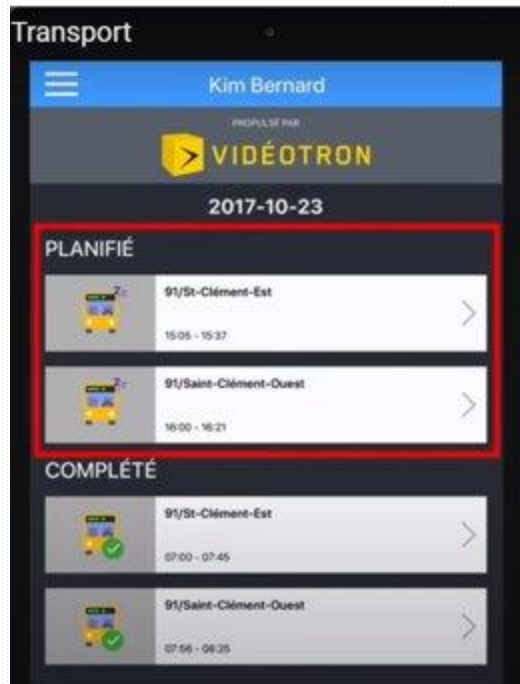 Transport
Kim Bernard
PROPULSÉ PAR
VIDÉOTRON
2017-10-23
PLANIFIÉ
91/St-Clément-Est
15:05 - 15:37
91/Saint-Clément-Ouest
16:00 - 16:21
COMPLÉTÉ
91/St-Clément-Est
07:00 - 07:45
91/Saint-Clément-Ouest
07:56 - 08:35